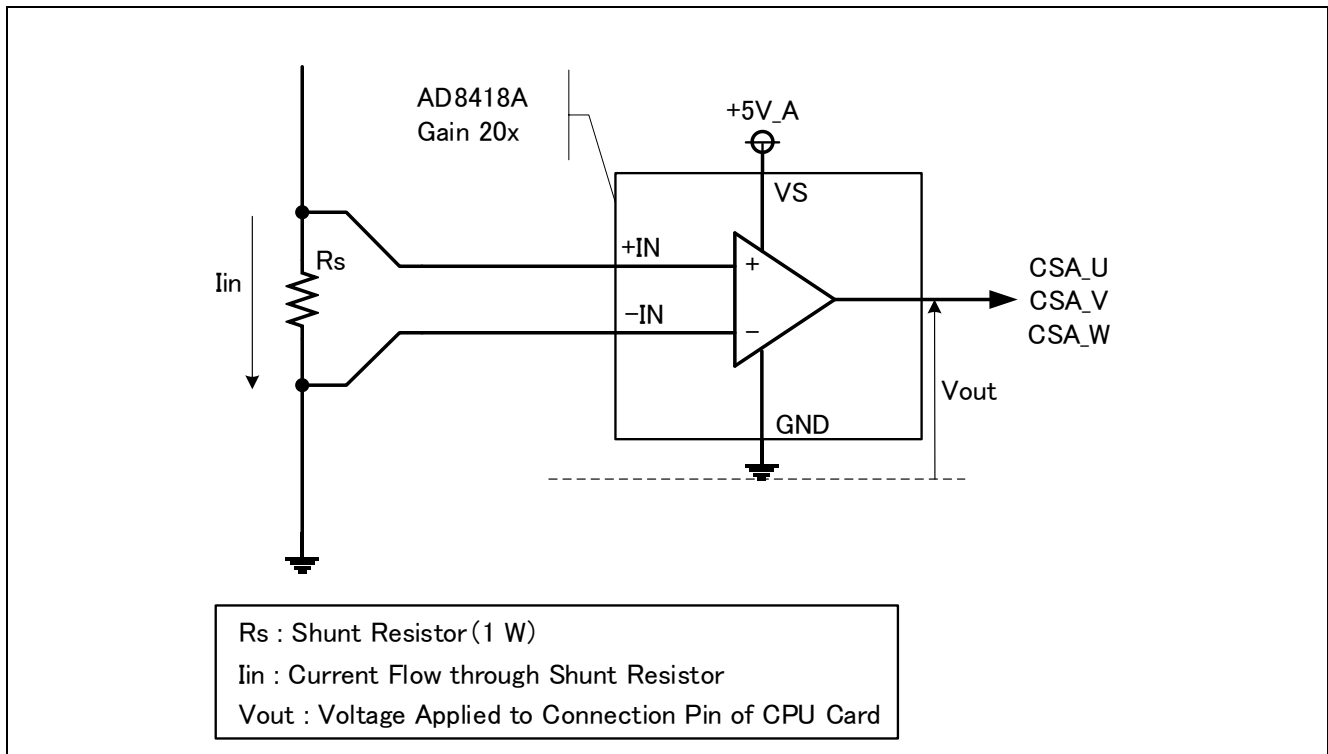 AD8418A
Gain 20x
+5V_A
VS
Rs
Iin
+IN
+
−IN
−
CSA_U
CSA_V
CSA_W
Vout
GND
Rs : Shunt Resistor(1 W)
Iin : Current Flow through Shunt Resistor
Vout : Voltage Applied to Connection Pin of CPU Card